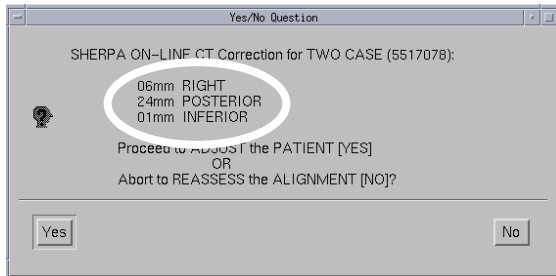 Yes/No Question
SHERPA ON-LINE CT Correction for TWO CASE (5517078):
06mm RIGHT
24mm POSTERIOR
01mm INFERIOR
Proceed to ADJUST the PATIENT [YES]
OR
Abort to REASSESS the ALIGNMENT [NO]?
Yes
No